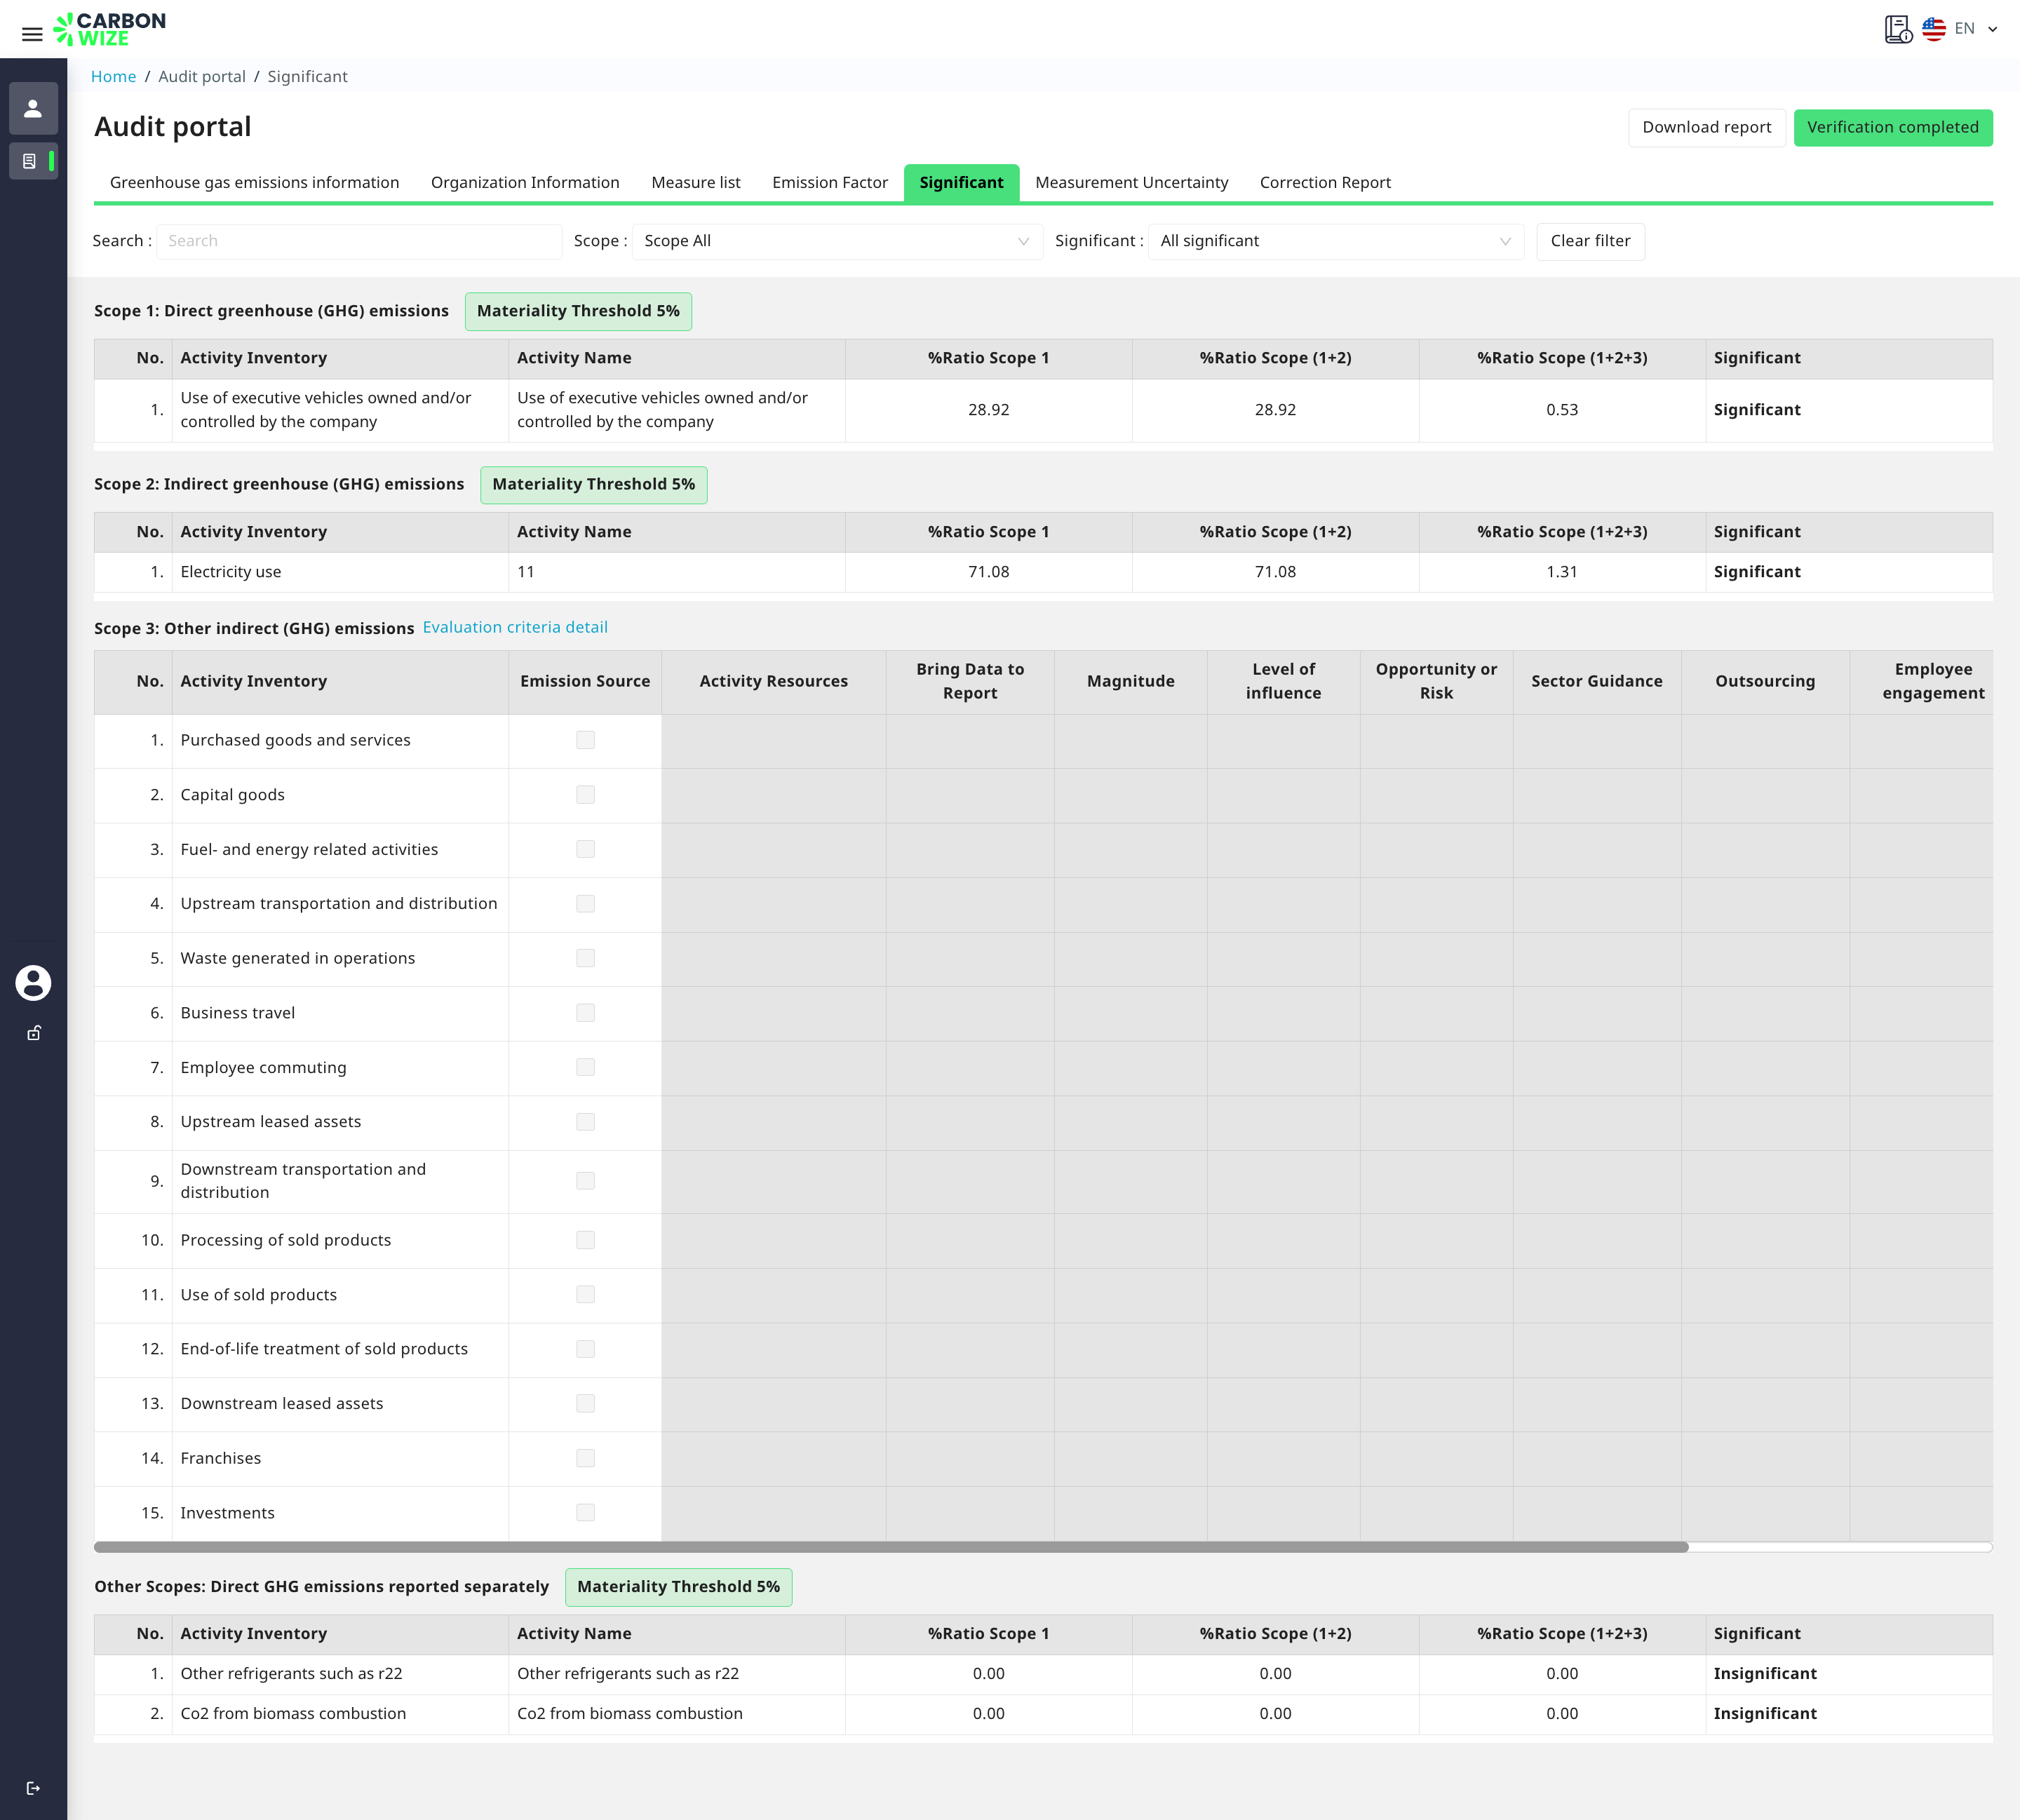 CARBON
WIZE
EN
Home / Audit portal / Significant
Audit portal
Download report
Verification completed
Greenhouse gas emissions information Organization Information Measure list Emission Factor Significant Measurement Uncertainty Correction Report
Search : Search Scope : Scope All Significant : All significant Clear filter
Scope 1: Direct greenhouse (GHG) emissions Materiality Threshold 5%
No. Activity Inventory Activity Name %Ratio Scope 1 %Ratio Scope (1+2) %Ratio Scope (1+2+3) Significant
1. Use of executive vehicles owned and/or controlled by the company Use of executive vehicles owned and/or controlled by the company 28.92 28.92 0.53 Significant
Scope 2: Indirect greenhouse (GHG) emissions Materiality Threshold 5%
No. Activity Inventory Activity Name %Ratio Scope 1 %Ratio Scope (1+2) %Ratio Scope (1+2+3) Significant
1. Electricity use 11 71.08 71.08 1.31 Significant
Scope 3: Other indirect (GHG) emissions Evaluation criteria detail
No. Activity Inventory Emission Source Activity Resources Bring Data to Report Magnitude Level of influence Opportunity or Risk Sector Guidance Outsourcing Employee engagement
1. Purchased goods and services
2. Capital goods
3. Fuel- and energy related activities
4. Upstream transportation and distribution
5. Waste generated in operations
6. Business travel
7. Employee commuting
8. Upstream leased assets
9. Downstream transportation and distribution
10. Processing of sold products
11. Use of sold products
12. End-of-life treatment of sold products
13. Downstream leased assets
14. Franchises
15. Investments
Other Scopes: Direct GHG emissions reported separately Materiality Threshold 5%
No. Activity Inventory Activity Name %Ratio Scope 1 %Ratio Scope (1+2) %Ratio Scope (1+2+3) Significant
1. Other refrigerants such as r22 Other refrigerants such as r22 0.00 0.00 0.00 Insignificant
2. Co2 from biomass combustion Co2 from biomass combustion 0.00 0.00 0.00 Insignificant